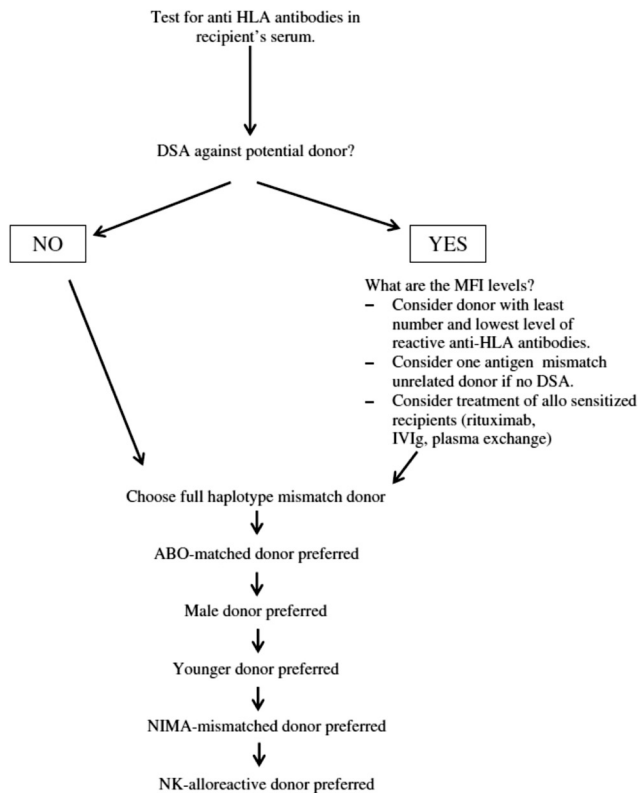 Test for anti HLA antibodies in
recipient's serum.
DSA against potential donor?
NO
YES
What are the MFI levels?
– Consider donor with least
number and lowest level of
reactive anti-HLA antibodies.
– Consider one antigen mismatch
unrelated donor if no DSA.
– Consider treatment of allo sensitized
recipients (rituximab,
IVIg, plasma exchange)
Choose full haplotype mismatch donor
ABO-matched donor preferred
Male donor preferred
Younger donor preferred
NIMA-mismatched donor preferred
NK-alloreactive donor preferred